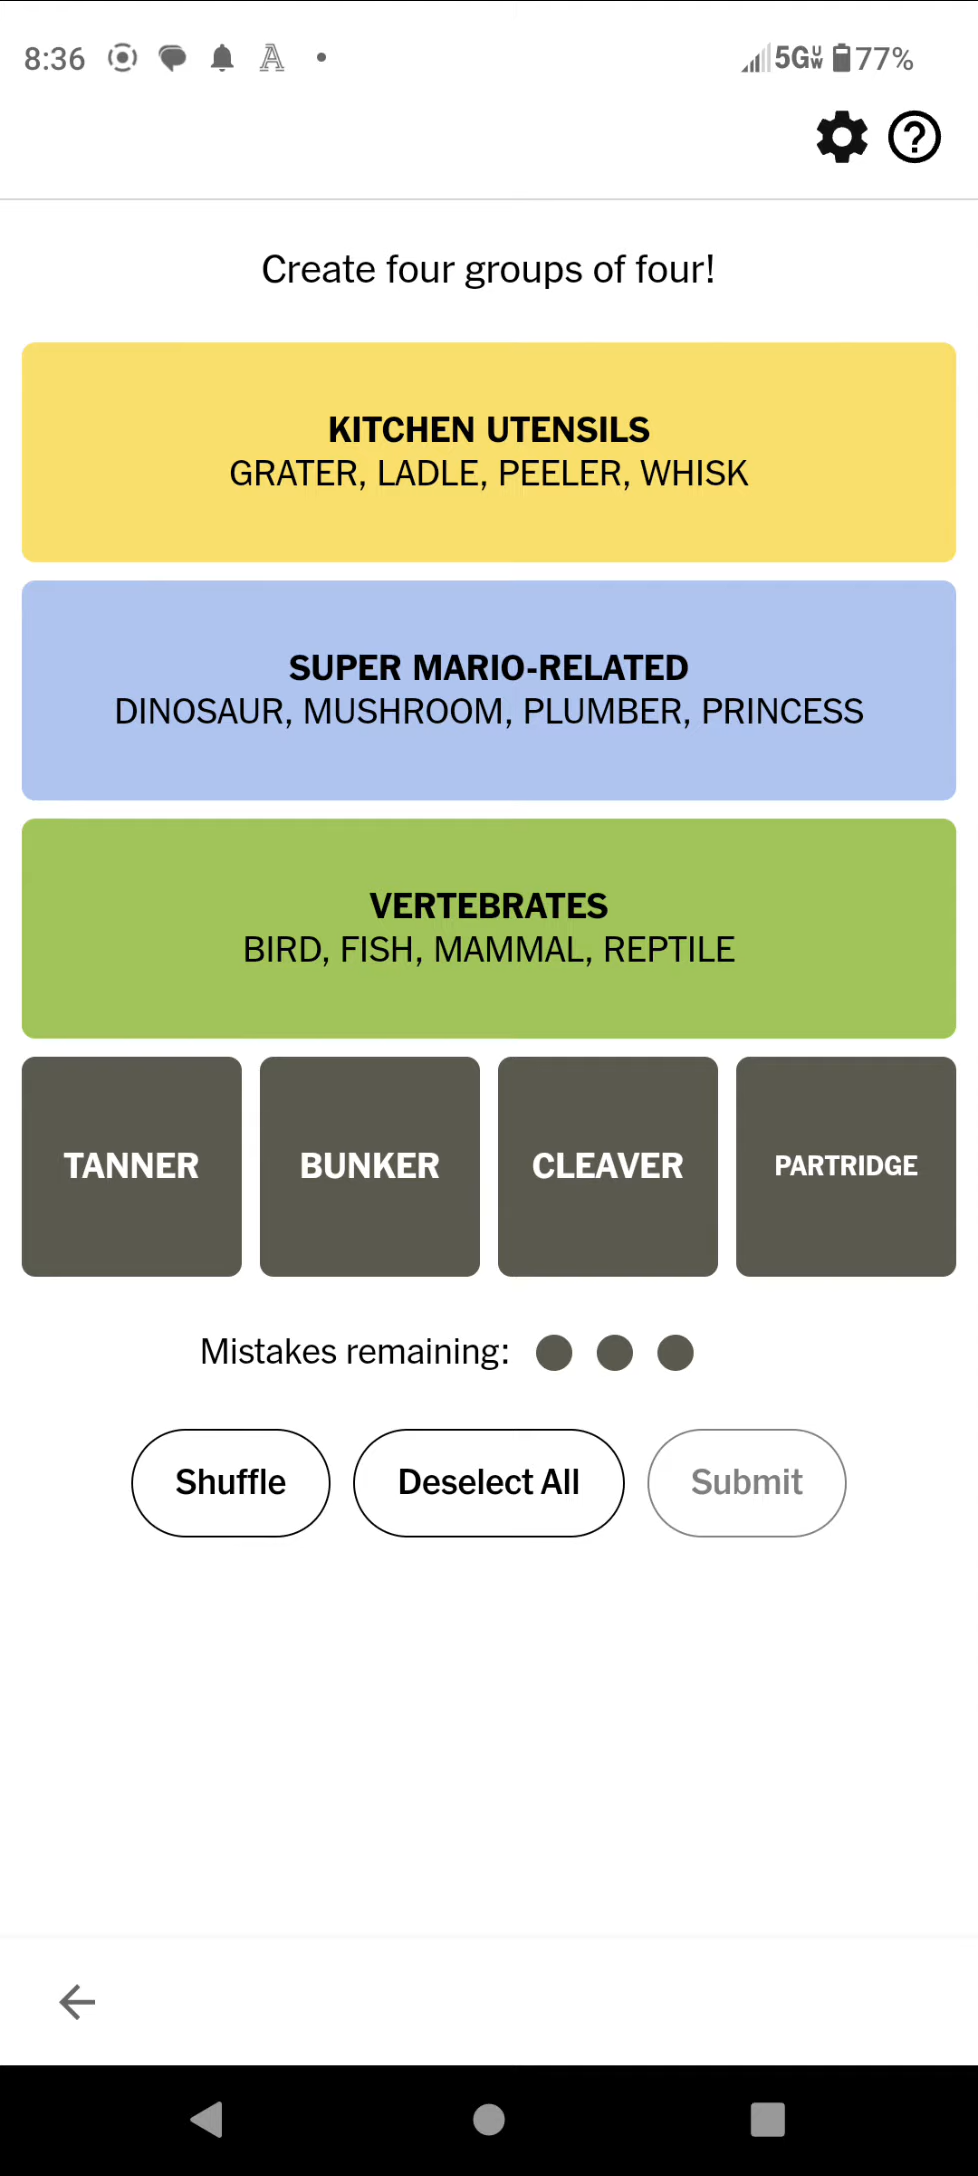 8:36 5G UW 77%
Create four groups of four!
KITCHEN UTENSILS
GRATER, LADLE, PEELER, WHISK
SUPER MARIO-RELATED
DINOSAUR, MUSHROOM, PLUMBER, PRINCESS
VERTEBRATES
BIRD, FISH, MAMMAL, REPTILE
TANNER BUNKER CLEAVER PARTRIDGE
Mistakes remaining:
Shuffle Deselect All Submit